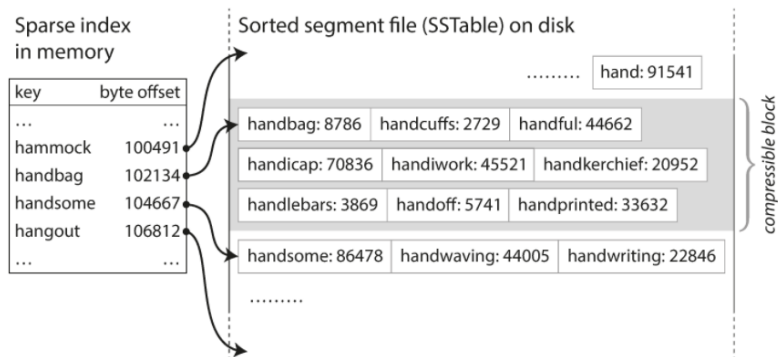 Sparse index
in memory
key byte offset
... ...
hammock 100491
handbag 102134
handsome 104667
hangout 106812
... ...
Sorted segment file (SSTable) on disk
......... hand: 91541
handbag: 8786 handcuffs: 2729 handful: 44662
handicap: 70836 handiwork: 45521 handkerchief: 20952
handlebars: 3869 handoff: 5741 handprinted: 33632
handsome: 86478 handwaving: 44005 handwriting: 22846
.........
compressible block